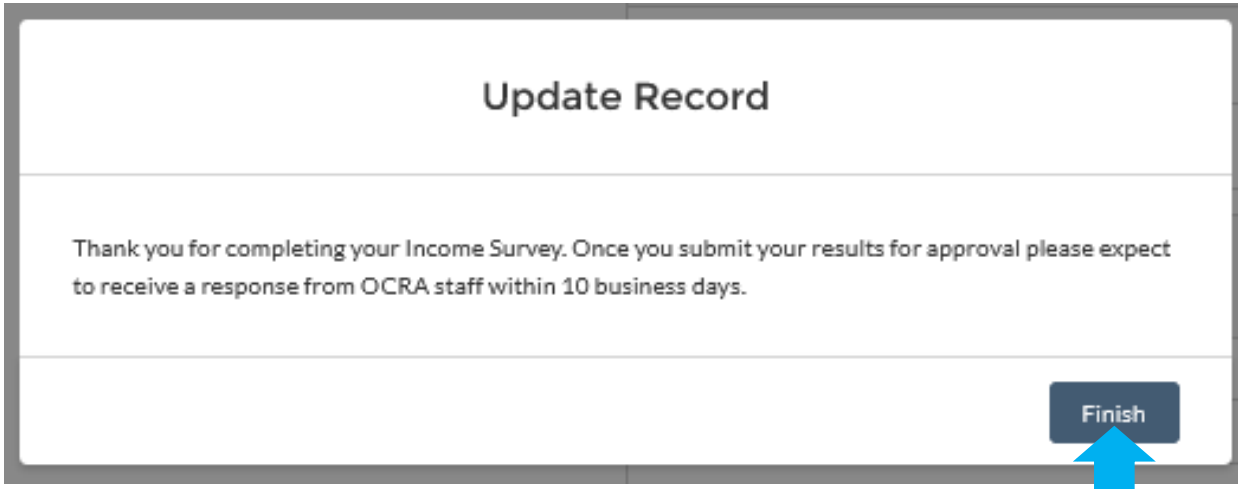 Update Record
Thank you for completing your Income Survey. Once you submit your results for approval please expect
to receive a response from OCRA staff within 10 business days.
Finish